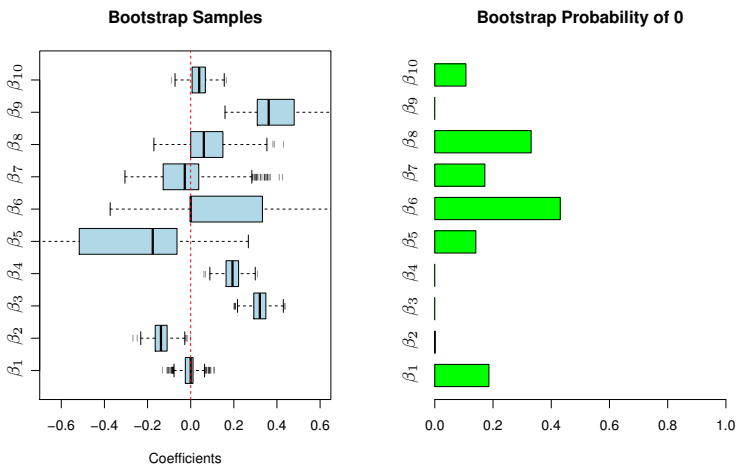 Bootstrap Samples
β10
β9
β8
β7
β6
β5
β4
β3
β2
β1
−0.6 −0.4 −0.2 0.0 0.2 0.4 0.6
Coefficients
Bootstrap Probability of 0
β10
β9
β8
β7
β6
β5
β4
β3
β2
β1
0.0 0.2 0.4 0.6 0.8 1.0